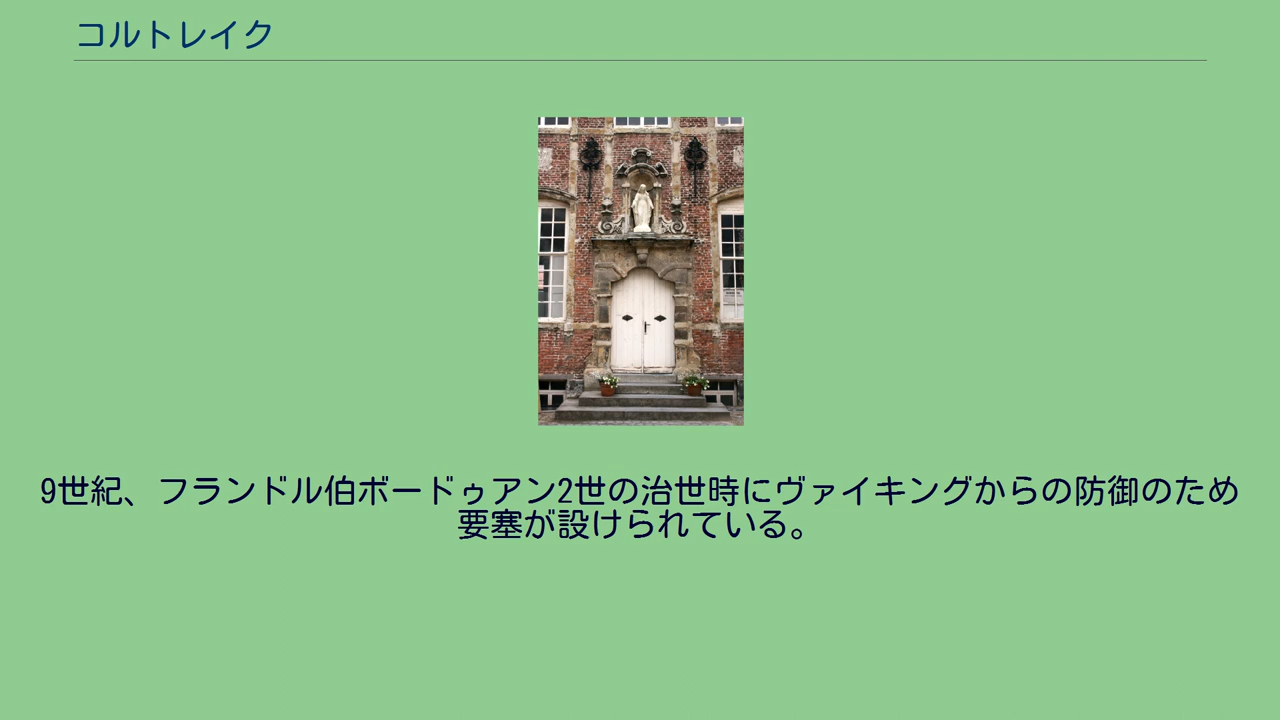 コルトレイク
9世紀、フランドル伯ボードゥアン2世の治世時にヴァイキングからの防御のため
要塞が設けられている。